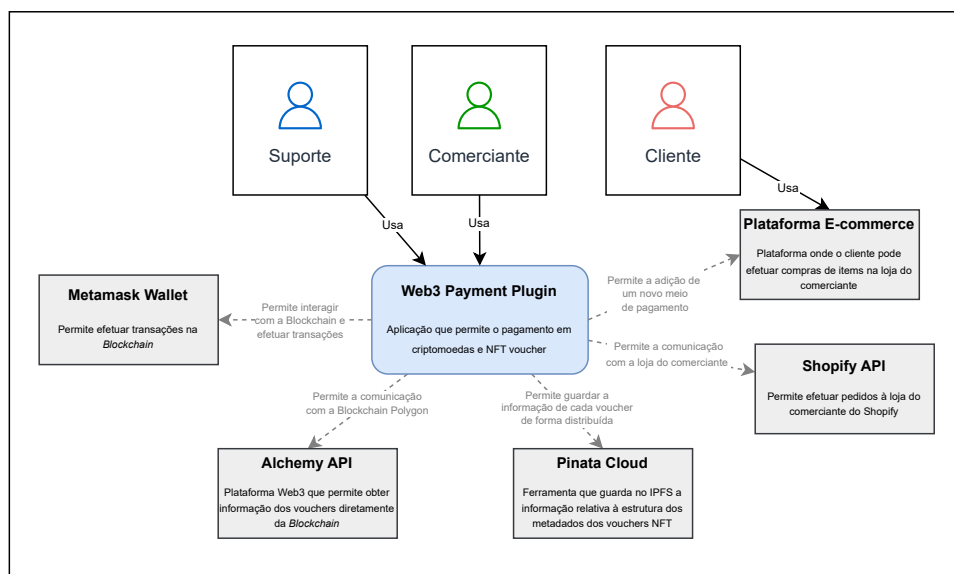 Suporte
Comerciante
Cliente
Usa
Usa
Usa
Plataforma E-commerce
Plataforma onde o cliente pode
efetuar compras de items na loja do
comerciante
Web3 Payment Plugin
Aplicação que permite o pagamento em
criptomoedas e NFT voucher
Permite a adição de
um novo meio
de pagamento
Metamask Wallet
Permite efetuar transações na
Blockchain
Permite interagir
com a Blockchain e
efetuar transações
Permite a comunicação
com a loja do comerciante
Shopify API
Permite efetuar pedidos à loja do
comerciante do Shopify
Permite a comunicação
com a Blockchain Polygon
Permite guardar a
informação de cada voucher
de forma distribuída
Alchemy API
Plataforma Web3 que permite obter
informação dos vouchers diretamente
da Blockchain
Pinata Cloud
Ferramenta que guarda no IPFS a
informação relativa à estrutura dos
metadados dos vouchers NFT